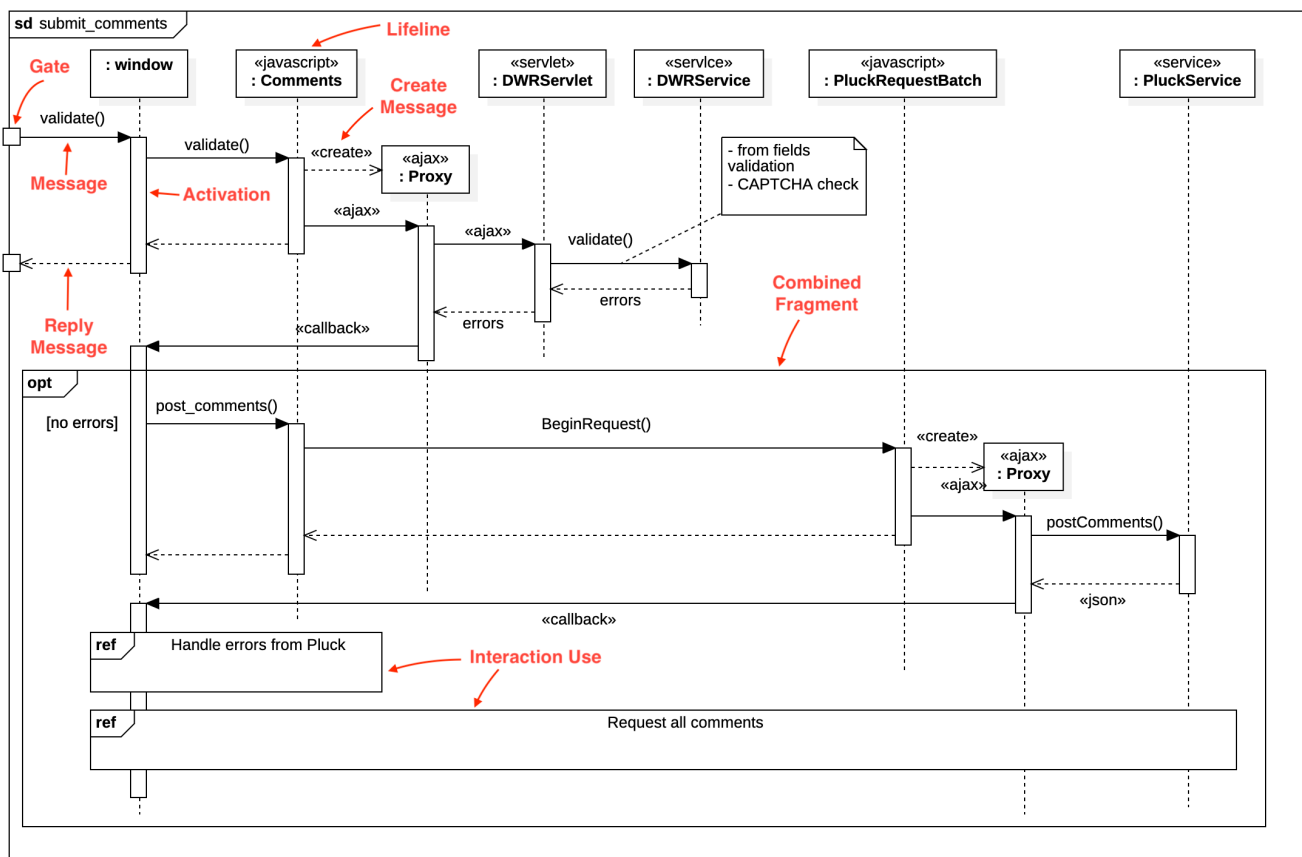 sd submit_comments
Lifeline
Gate
: window
«javascript»
: Comments
«servlet»
: DWRServlet
«servlce»
: DWRService
«javascript»
: PluckRequestBatch
«service»
: PluckService
Create
Message
validate()
validate()
«create»
«ajax»
: Proxy
- from fields
validation
- CAPTCHA check
Message
Activation
«ajax»
«ajax»
validate()
errors
errors
Combined
Fragment
Reply
Message
«callback»
opt
[no errors]
post_comments()
BeginRequest()
«create»
«ajax»
: Proxy
«ajax»
postComments()
«json»
«callback»
ref
Handle errors from Pluck
Interaction Use
ref
Request all comments